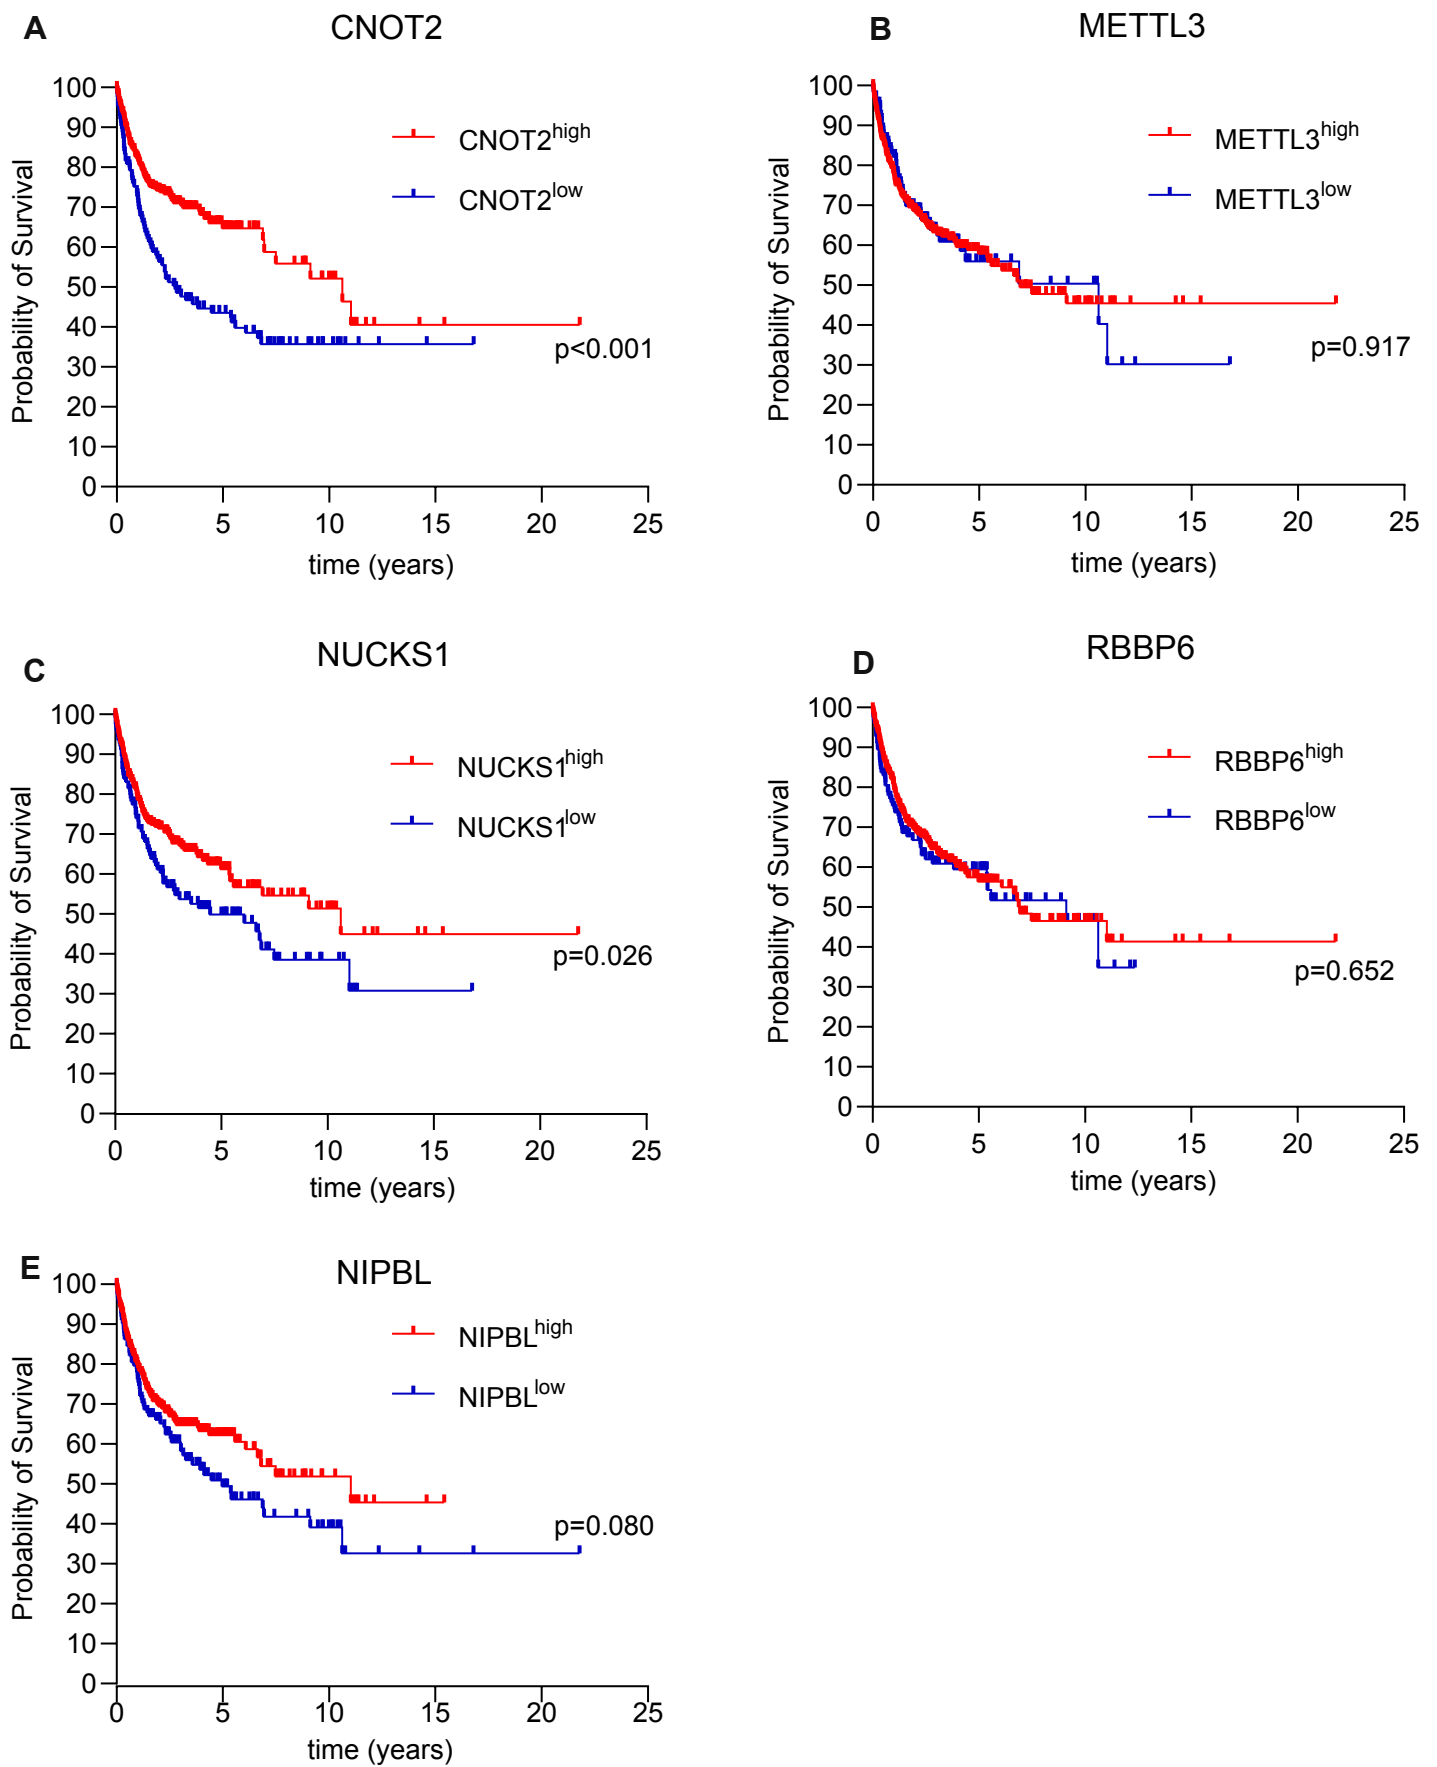 A
CNOT2
100
90
80
70
60
50
40
30
20
10
0
Probability of Survival
CNOT2high
CNOT2low
p<0.001
0 5 10 15 20 25
time (years)
B
METTL3
100
90
80
70
60
50
40
30
20
10
0
Probability of Survival
METTL3high
METTL3low
p=0.917
0 5 10 15 20 25
time (years)
C
NUCKS1
100
90
80
70
60
50
40
30
20
10
0
Probability of Survival
NUCKS1high
NUCKS1low
p=0.026
0 5 10 15 20 25
time (years)
D
RBBP6
100
90
80
70
60
50
40
30
20
10
0
Probability of Survival
RBBP6high
RBBP6low
p=0.652
0 5 10 15 20 25
time (years)
E
NIPBL
100
90
80
70
60
50
40
30
20
10
0
Probability of Survival
NIPBLhigh
NIPBLlow
p=0.080
0 5 10 15 20 25
time (years)